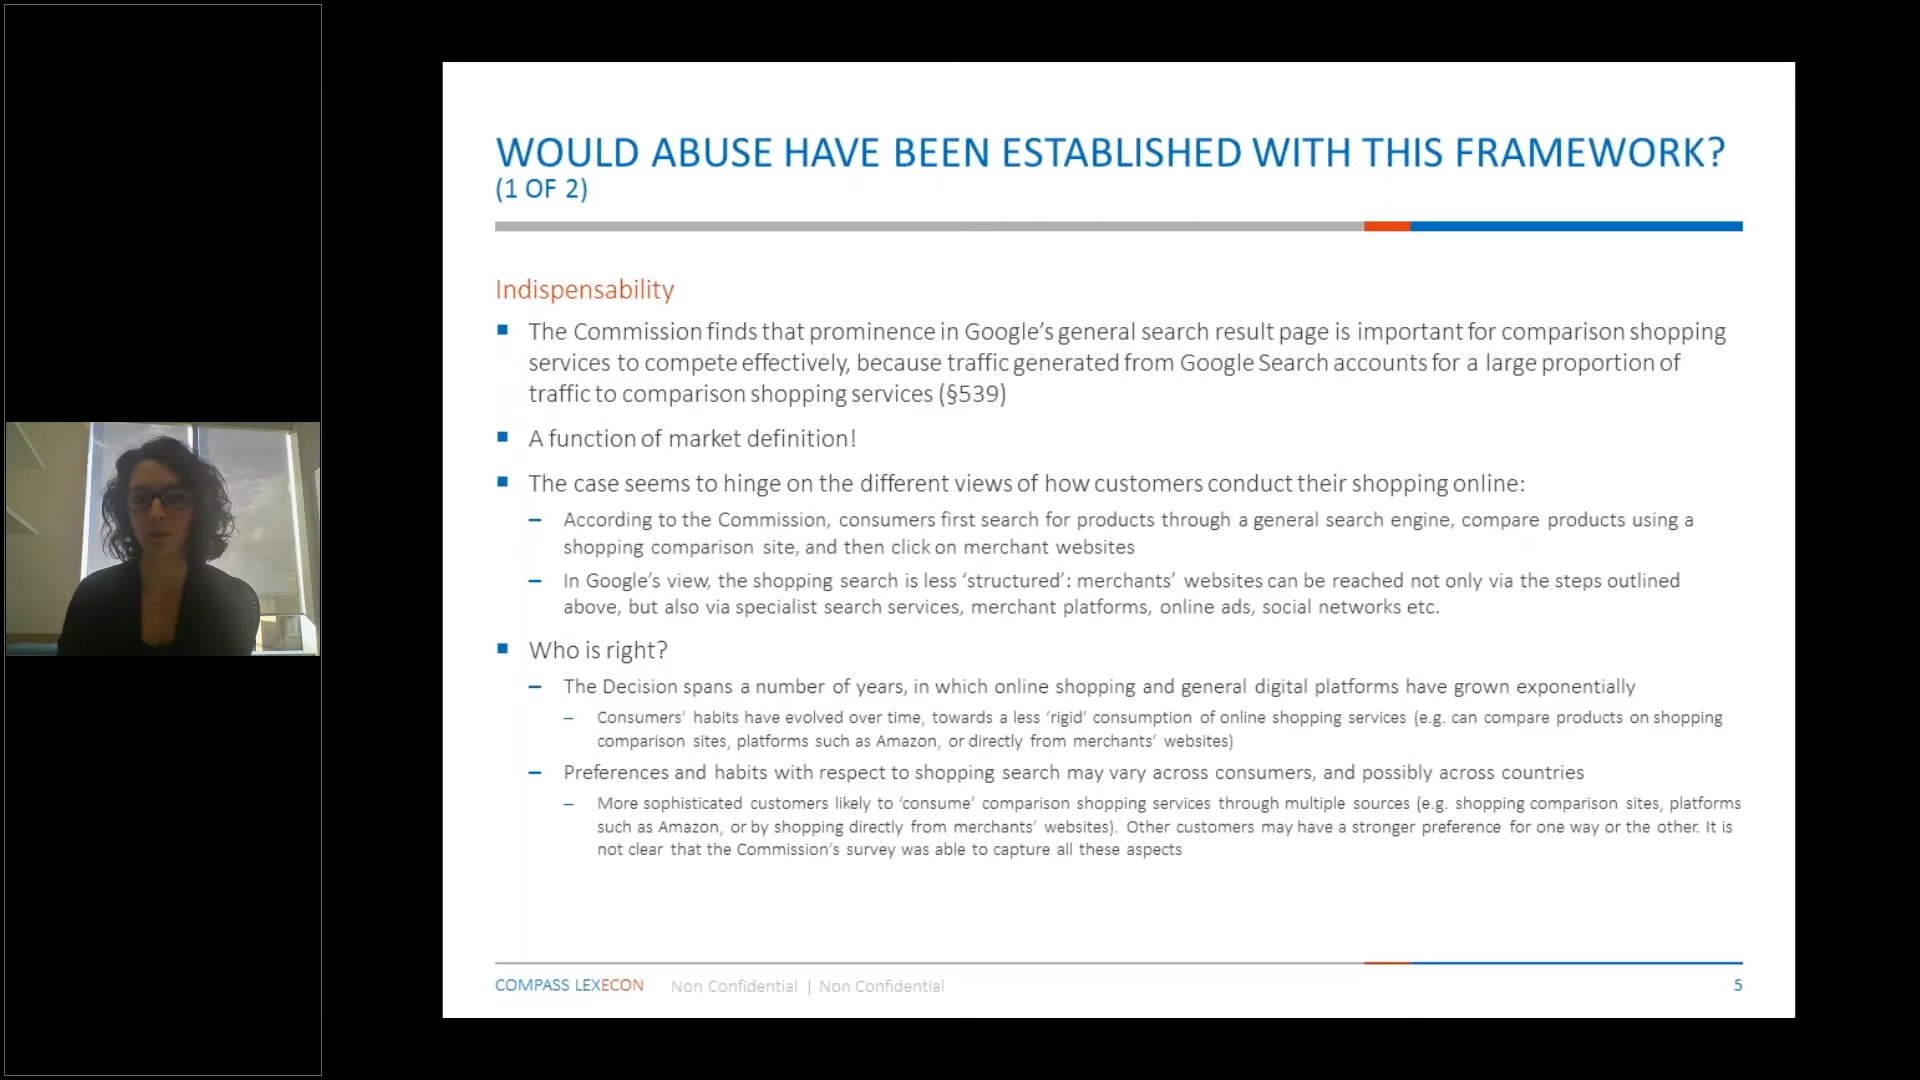 WOULD ABUSE HAVE BEEN ESTABLISHED WITH THIS FRAMEWORK?
(1 OF 2)
Indispensability
The Commission finds that prominence in Google’s general search result page is important for comparison shopping
services to compete effectively, because traffic generated from Google Search accounts for a large proportion of
traffic to comparison shopping services (§539)
A function of market definition!
The case seems to hinge on the different views of how customers conduct their shopping online:
– According to the Commission, consumers first search for products through a general search engine, compare products using a
shopping comparison site, and then click on merchant websites
– In Google’s view, the shopping search is less ‘structured’: merchants’ websites can be reached not only via the steps outlined
above, but also via specialist search services, merchant platforms, online ads, social networks etc.
Who is right?
– The Decision spans a number of years, in which online shopping and general digital platforms have grown exponentially
– Consumers’ habits have evolved over time, towards a less ‘rigid’ consumption of online shopping services (e.g. can compare products on shopping
comparison sites, platforms such as Amazon, or directly from merchants’ websites)
– Preferences and habits with respect to shopping search may vary across consumers, and possibly across countries
– More sophisticated customers likely to ‘consume’ comparison shopping services through multiple sources (e.g. shopping comparison sites, platforms
such as Amazon, or by shopping directly from merchants’ websites). Other customers may have a stronger preference for one way or the other. It is
not clear that the Commission’s survey was able to capture all these aspects
COMPASS LEXECON Non Confidential | Non Confidential 5